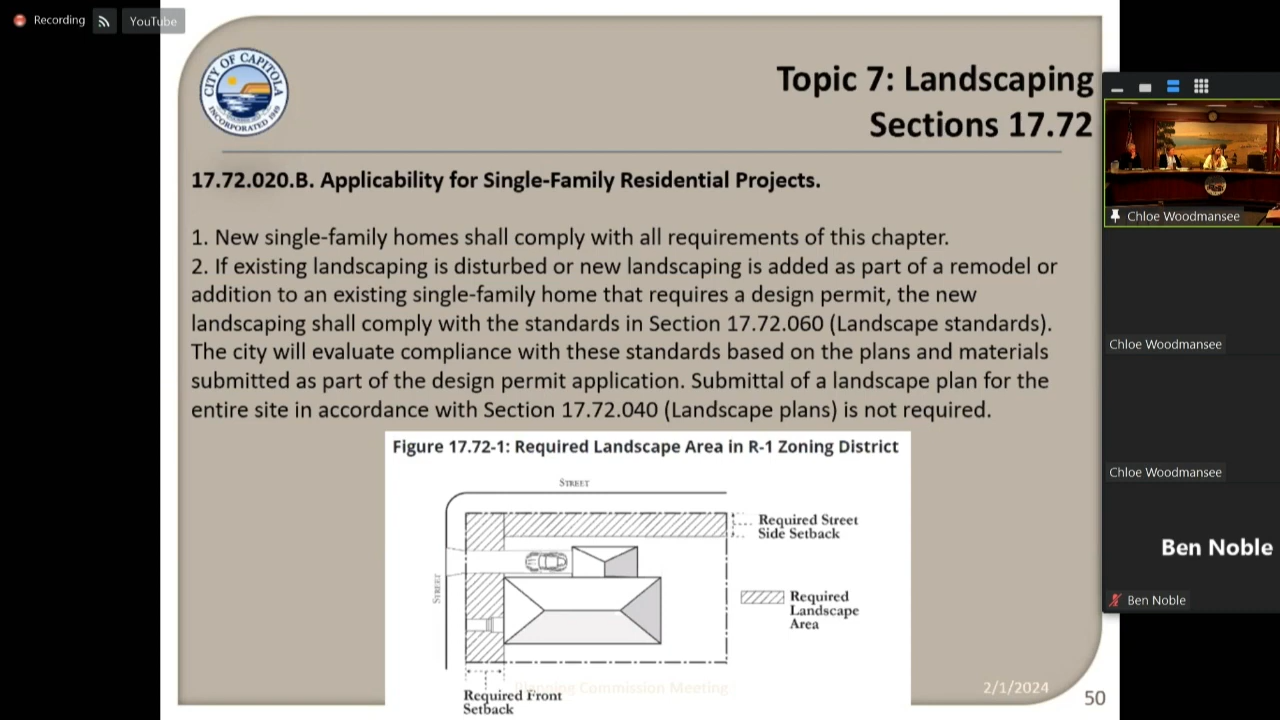 Recording
YouTube
CITY OF CAPITOLA
INCORPORATED 1949
Topic 7: Landscaping
Sections 17.72
17.72.020.B. Applicability for Single-Family Residential Projects.
1. New single-family homes shall comply with all requirements of this chapter.
2. If existing landscaping is disturbed or new landscaping is added as part of a remodel or
addition to an existing single-family home that requires a design permit, the new
landscaping shall comply with the standards in Section 17.72.060 (Landscape standards).
The city will evaluate compliance with these standards based on the plans and materials
submitted as part of the design permit application. Submittal of a landscape plan for the
entire site in accordance with Section 17.72.040 (Landscape plans) is not required.
Figure 17.72-1: Required Landscape Area in R-1 Zoning District
STREET
Required Street
Side Setback
STREET
Required
Landscape
Area
Required Front
Setback
Planning Commission Meeting
2/1/2024
50
Chloe Woodmansee
Chloe Woodmansee
Chloe Woodmansee
Ben Noble
Ben Noble